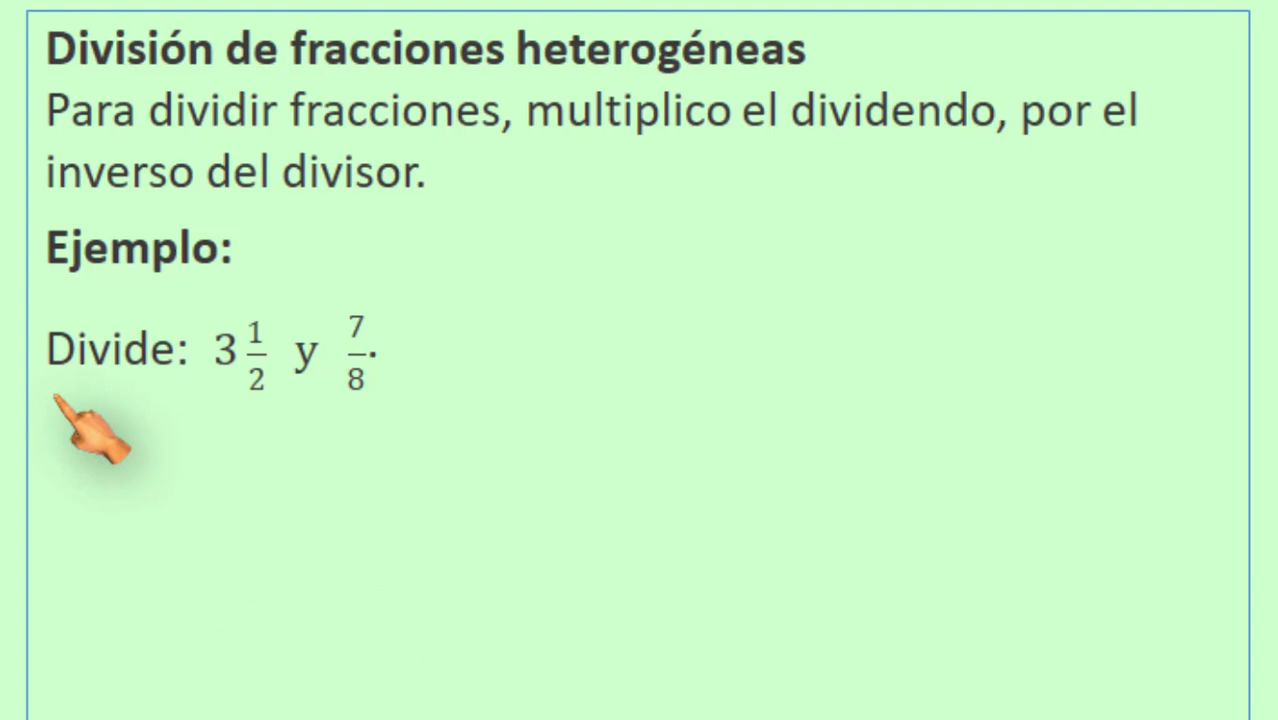 División de fracciones heterogéneas
Para dividir fracciones, multiplico el dividendo, por el
inverso del divisor.
Ejemplo:
Divide: 3 1/2 y 7/8.